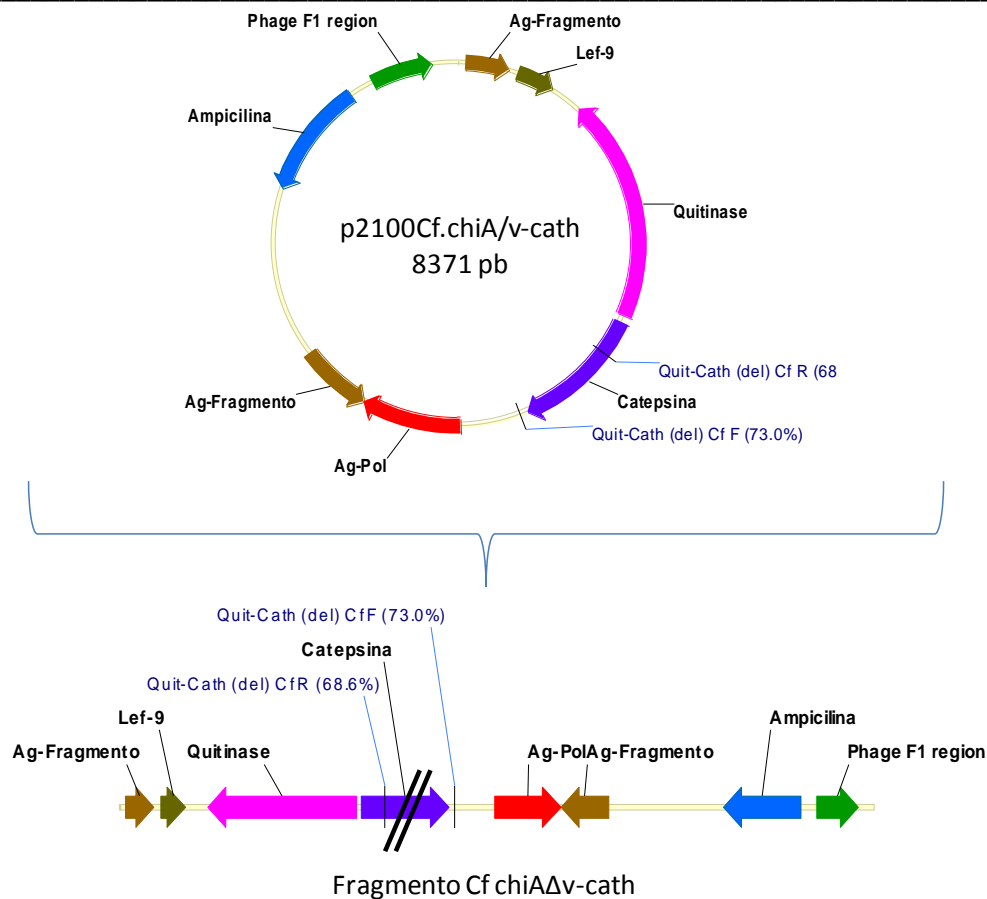 Phage F1 region
Ag-Fragmento
Lef-9
Ampicilina
Quitinase
p2100Cf.chiA/v-cath
8371 pb
Quit-Cath (del) Cf R (68
Catepsina
Ag-Fragmento
Quit-Cath (del) Cf F (73.0%)
Ag-Pol
Quit-Cath (del) Cf F (73.0%)
Catepsina
Quit-Cath (del) Cf R (68.6%)
Lef-9
Ampicilina
Ag-Fragmento
Quitinase
Ag-PolAg-Fragmento
Phage F1 region
Fragmento Cf chiAΔv-cath